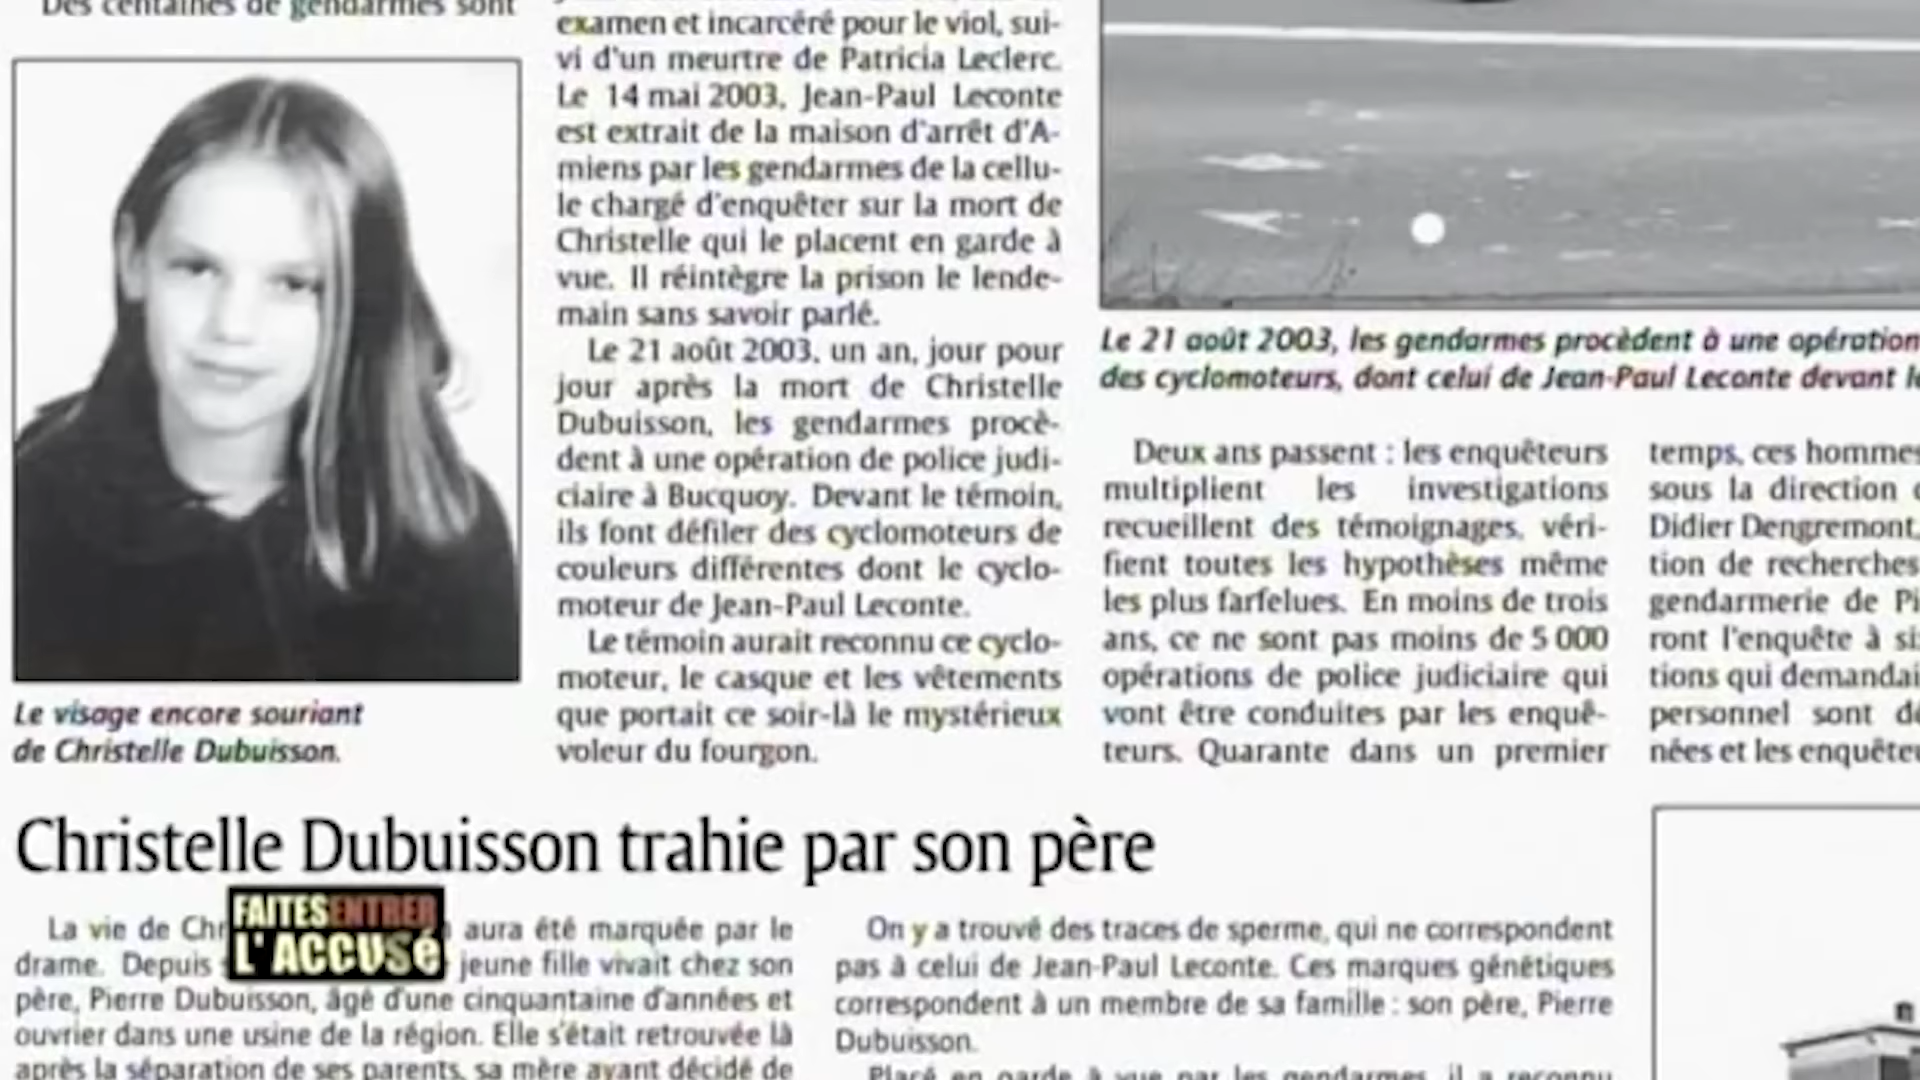 Des centaines de gendarmes sont
Le visage encore souriant
de Christelle Dubuisson.
examen et incarcéré pour le viol, sui-
vi d'un meurtre de Patricia Leclerc.
Le 14 mai 2003, Jean-Paul Leconte
est extrait de la maison d'arrêt d'A-
miens par les gendarmes de la cellu-
le chargé d'enquêter sur la mort de
Christelle qui le placent en garde à
vue. Il réintègre la prison le lende-
main sans savoir parlé.
Le 21 août 2003, un an, jour pour
jour après la mort de Christelle
Dubuisson, les gendarmes procè-
dent à une opération de police judi-
ciaire à Bucquoy. Devant le témoin,
ils font défiler des cyclomoteurs de
couleurs différentes dont le cyclo-
moteur de Jean-Paul Leconte.
Le témoin aurait reconnu ce cyclo-
moteur, le casque et les vêtements
que portait ce soir-là le mystérieux
voleur du fourgon.
Le 21 août 2003, les gendarmes procèdent à une opération
des cyclomoteurs, dont celui de Jean-Paul Leconte devant
Deux ans passent : les enquêteurs
multiplient les investigations
recueillent des témoignages, véri-
fient toutes les hypothèses même
les plus farfelues. En moins de trois
ans, ce ne sont pas moins de 5 000
opérations de police judiciaire qui
vont être conduites par les enquê-
teurs. Quarante dans un premier
temps, ces hommes
sous la direction
Didier Dengremont,
tion de recherches
gendarmerie de Pi
ront l'enquête à si
tions qui demandai
personnel sont dé
nées et les enquêteu
Christelle Dubuisson trahie par son père
La vie de Chr aura été marquée par le
drame. Depuis jeune fille vivait chez son
père, Pierre Dubuisson, âgé d'une cinquantaine d'années et
ouvrier dans une usine de la région. Elle s'était retrouvée là
après la séparation de ses parents, sa mère ayant décidé de
FAITES ENTRER
L'ACCUSé
On y a trouvé des traces de sperme, qui ne correspondent
pas à celui de Jean-Paul Leconte. Ces marques génétiques
correspondent à un membre de sa famille : son père, Pierre
Dubuisson.
Placé en garde à vue par les gendarmes, il a reconnu